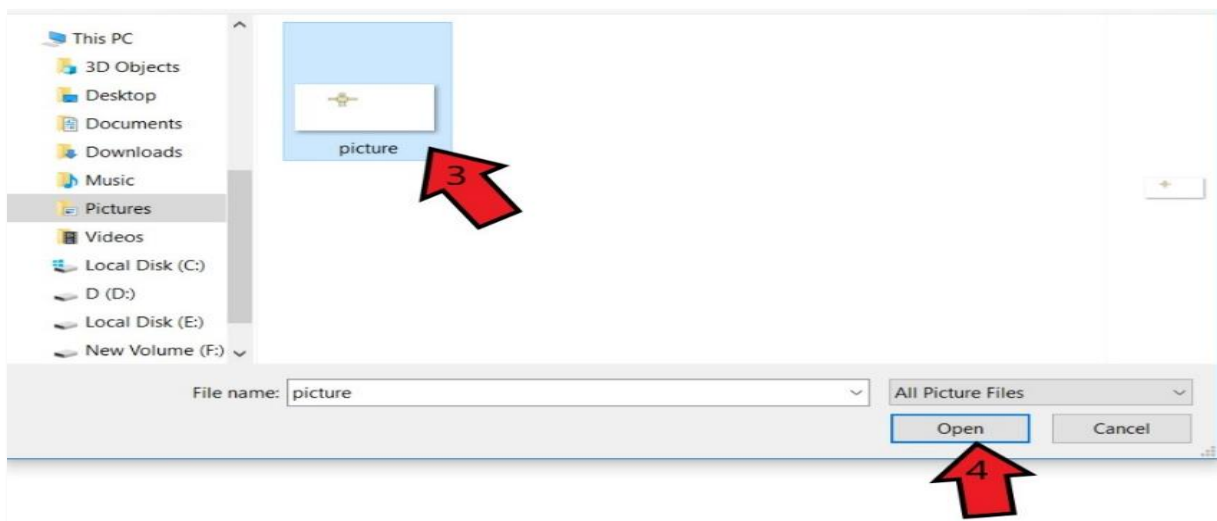 This PC
3D Objects
Desktop
Documents
Downloads
Music
Pictures
Videos
Local Disk (C:)
D (D:)
Local Disk (E:)
New Volume (F:)
picture
3
File name: picture
All Picture Files
Open
Cancel
4